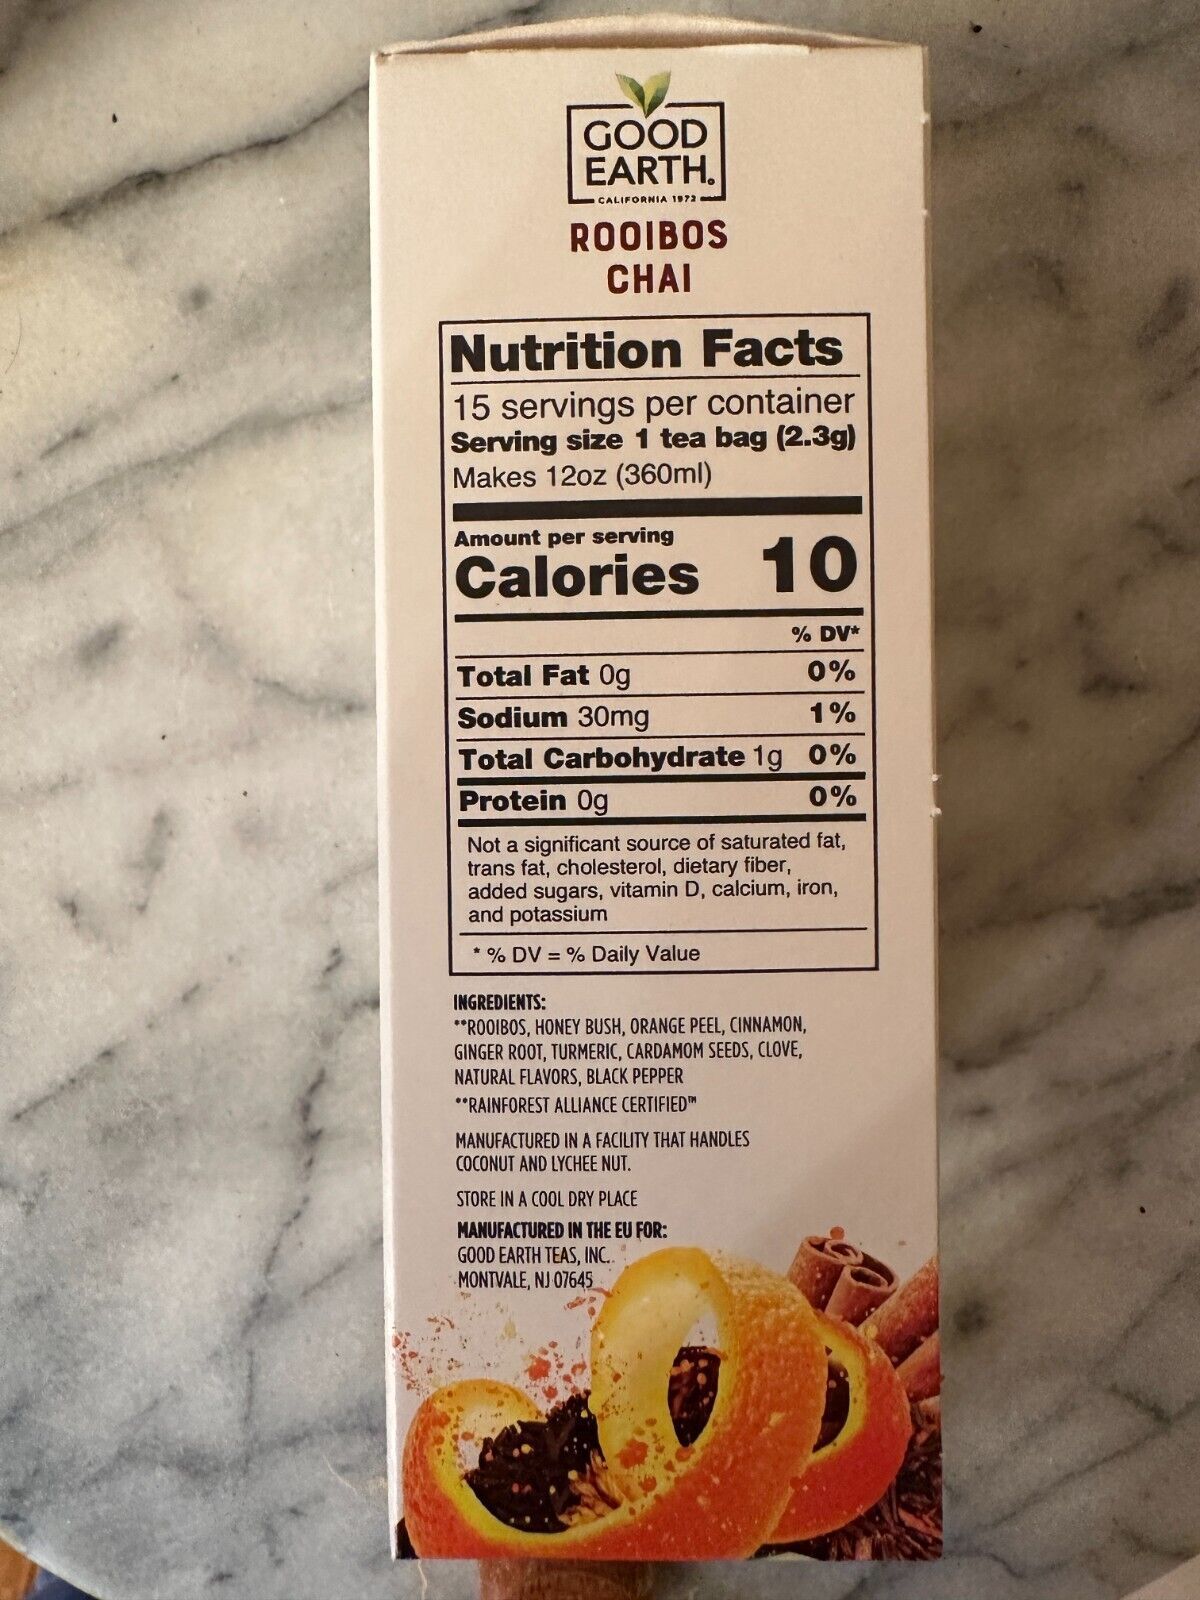 GOOD
EARTH®
CALIFORNIA 1972
ROOIBOS
CHAI
Nutrition Facts
15 servings per container
Serving size 1 tea bag (2.3g)
Makes 12oz (360ml)
Amount per serving
Calories 10
% DV*
Total Fat 0g 0%
Sodium 30mg 1%
Total Carbohydrate 1g 0%
Protein 0g 0%
Not a significant source of saturated fat,
trans fat, cholesterol, dietary fiber,
added sugars, vitamin D, calcium, iron,
and potassium
* % DV = % Daily Value
INGREDIENTS:
**ROOIBOS, HONEY BUSH, ORANGE PEEL, CINNAMON,
GINGER ROOT, TURMERIC, CARDAMOM SEEDS, CLOVE,
NATURAL FLAVORS, BLACK PEPPER
**RAINFOREST ALLIANCE CERTIFIED™
MANUFACTURED IN A FACILITY THAT HANDLES
COCONUT AND LYCHEE NUT.
STORE IN A COOL DRY PLACE
MANUFACTURED IN THE EU FOR:
GOOD EARTH TEAS, INC.
MONTVALE, NJ 07645